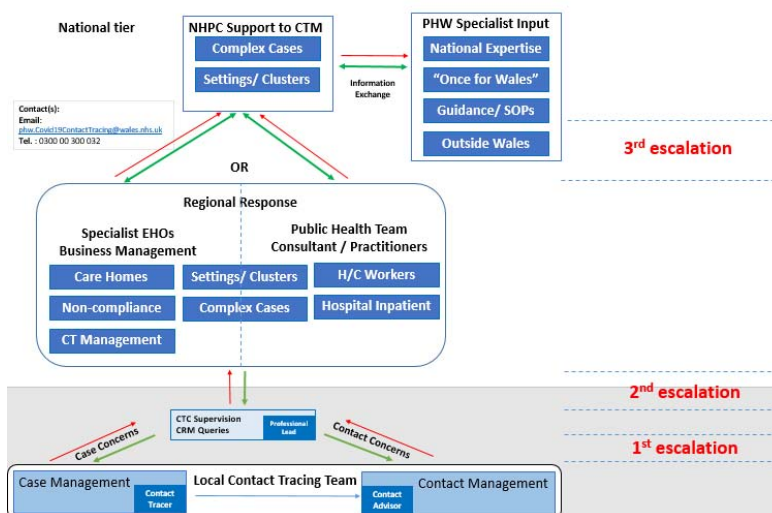 National tier
NHPC Support to CTM
Complex Cases
Settings/ Clusters
Information
Exchange
PHW Specialist Input
National Expertise
“Once for Wales”
Guidance/ SOPs
Outside Wales
Contact(s):
Email:
phw.Covid19ContactTracing@wales.nhs.uk
Tel. : 0300 00 300 032
3rd escalation
OR
Regional Response
Specialist EHOs
Business Management
Public Health Team
Consultant / Practitioners
Care Homes
Settings/ Clusters
H/C Workers
Non-compliance
Complex Cases
Hospital Inpatient
CT Management
2nd escalation
CTC Supervision
CRM Queries
Professional
Lead
Case Concerns
Contact Concerns
1st escalation
Case Management
Local Contact Tracing Team
Contact Management
Contact
Tracer
Contact
Advisor